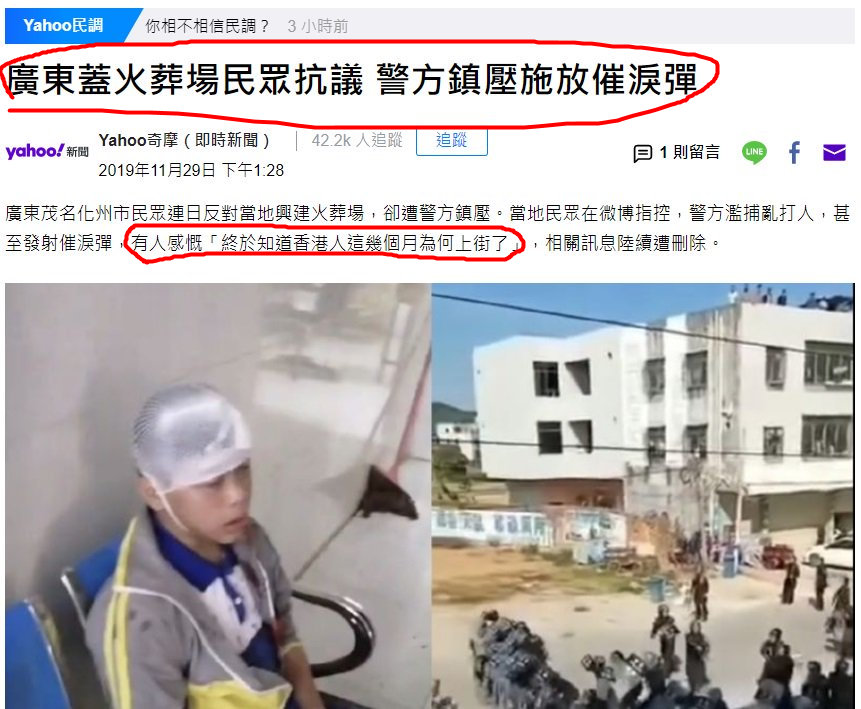 Yahoo民調 你相不相信民調？ 3 小時前
廣東蓋火葬場民眾抗議 警方鎮壓施放催淚彈
yahoo!新聞 Yahoo奇摩（即時新聞） 42.2k 人追蹤 追蹤
2019年11月29日 下午1:28
1 則留言 LINE
廣東茂名化州市民眾連日反對當地興建火葬場，卻遭警方鎮壓。當地民眾在微博指控，警方濫捕亂打人，甚
至發射催淚彈，有人感慨「終於知道香港人這幾個月為何上街了」，相關訊息陸續遭刪除。